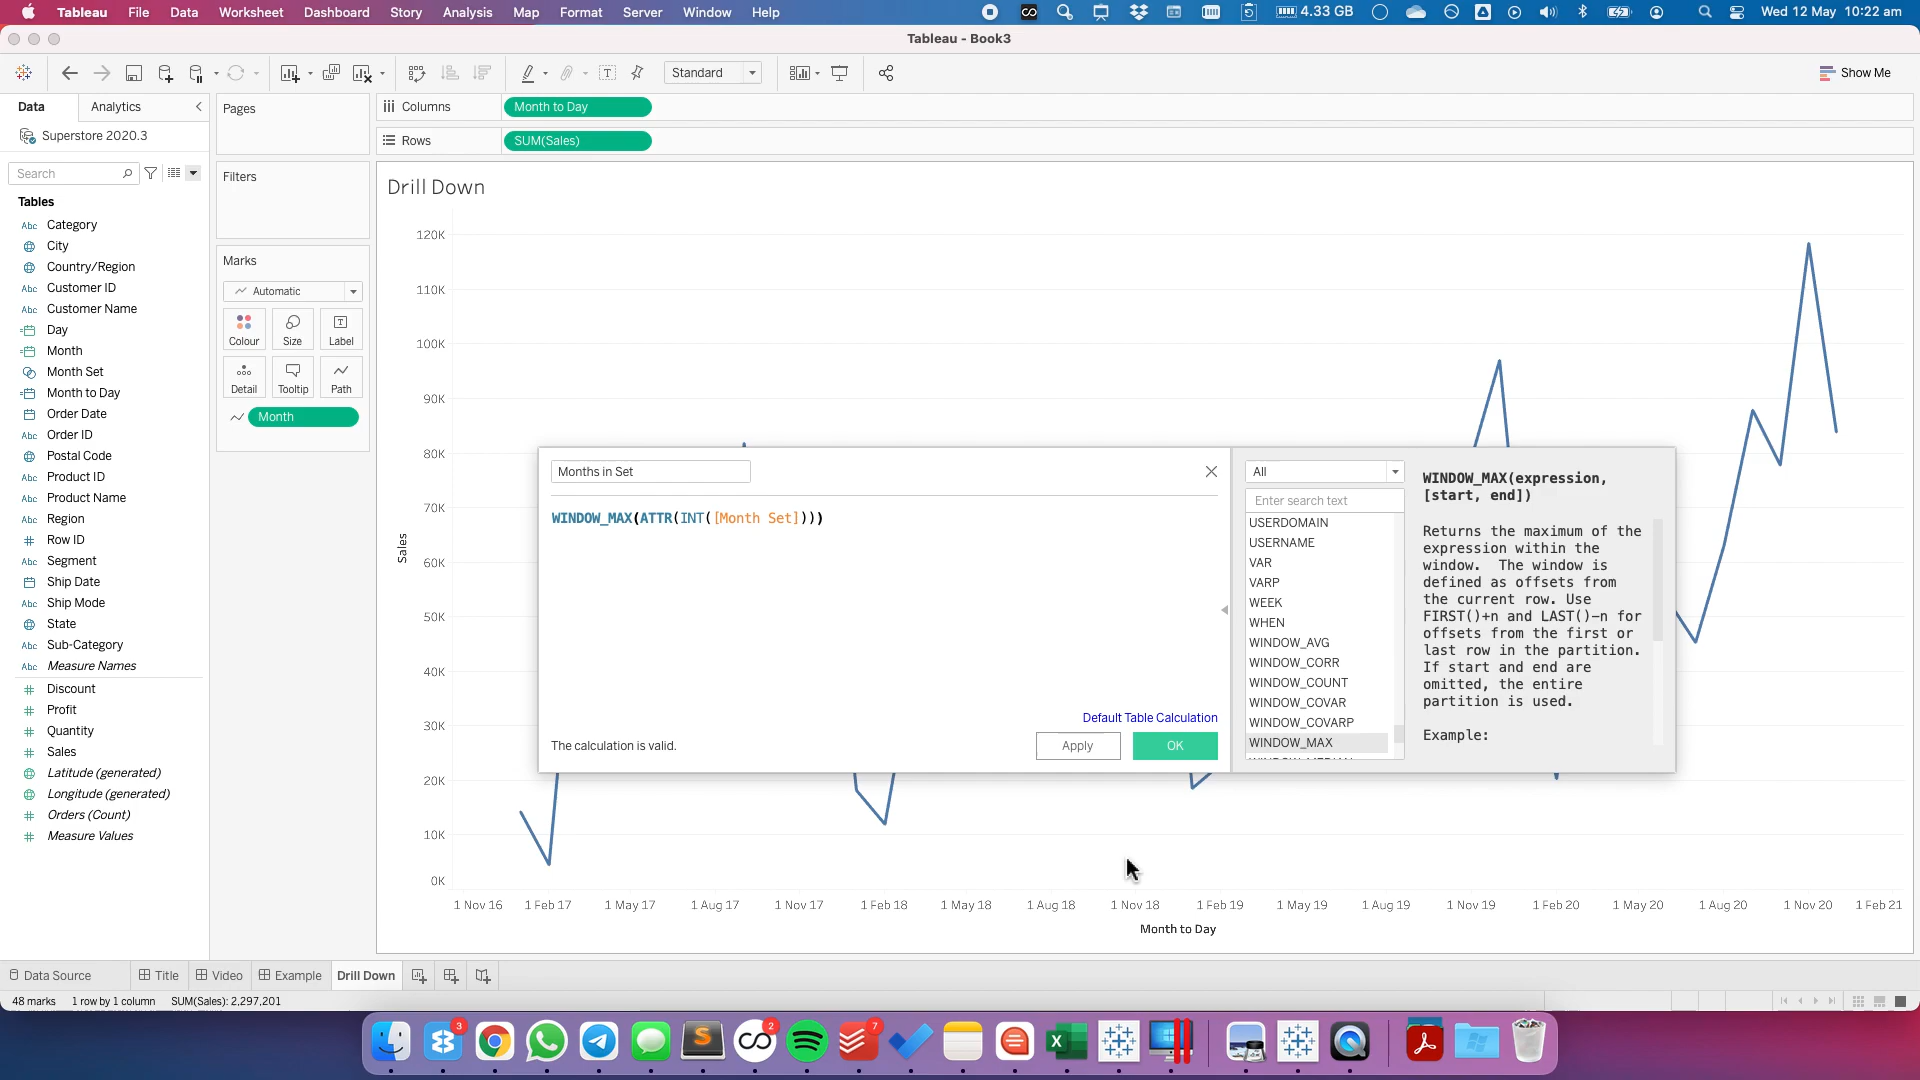 Tableau File Data Worksheet Dashboard Story Analysis Map Format Server Window Help 4.33 GB Wed 12 May 10:22 am
Tableau - Book3
Standard
Show Me
Data
Analytics
Superstore 2020.3
Search
Tables
Abc Category
City
Country/Region
Abc Customer ID
Abc Customer Name
Day
Month
Month Set
Month to Day
Order Date
Abc Order ID
Postal Code
Abc Product ID
Abc Product Name
Abc Region
Row ID
Abc Segment
Ship Date
Abc Ship Mode
State
Abc Sub-Category
Abc Measure Names
Discount
Profit
Quantity
Sales
Latitude (generated)
Longitude (generated)
Orders (Count)
Measure Values
Pages
Filters
Marks
Automatic
Colour
Size
Label
Detail
Tooltip
Path
Month
Columns
Month to Day
Rows
SUM(Sales)
Drill Down
120K
110K
100K
90K
80K
70K
60K
50K
40K
30K
20K
10K
0K
Sales
1 Nov 16 1 Feb 17 1 May 17 1 Aug 17 1 Nov 17 1 Feb 18 1 May 18 1 Aug 18 1 Nov 18 1 Feb 19 1 May 19 1 Aug 19 1 Nov 19 1 Feb 20 1 May 20 1 Aug 20 1 Nov 20 1 Feb 21
Month to Day
Months in Set
WINDOW_MAX(ATTR(INT([Month Set])))
Default Table Calculation
The calculation is valid.
Apply
OK
All
Enter search text
USERDOMAIN
USERNAME
VAR
VARP
WEEK
WHEN
WINDOW_AVG
WINDOW_CORR
WINDOW_COUNT
WINDOW_COVAR
WINDOW_COVARP
WINDOW_MAX
WINDOW_MAX(expression,
[start, end])
Returns the maximum of the
expression within the
window. The window is
defined as offsets from
the current row. Use
FIRST()+n and LAST()-n for
offsets from the first or
last row in the partition.
If start and end are
omitted, the entire
partition is used.
Example:
Data Source
Title
Video
Example
Drill Down
48 marks 1 row by 1 column SUM(Sales): 2,297,201
3
2
7